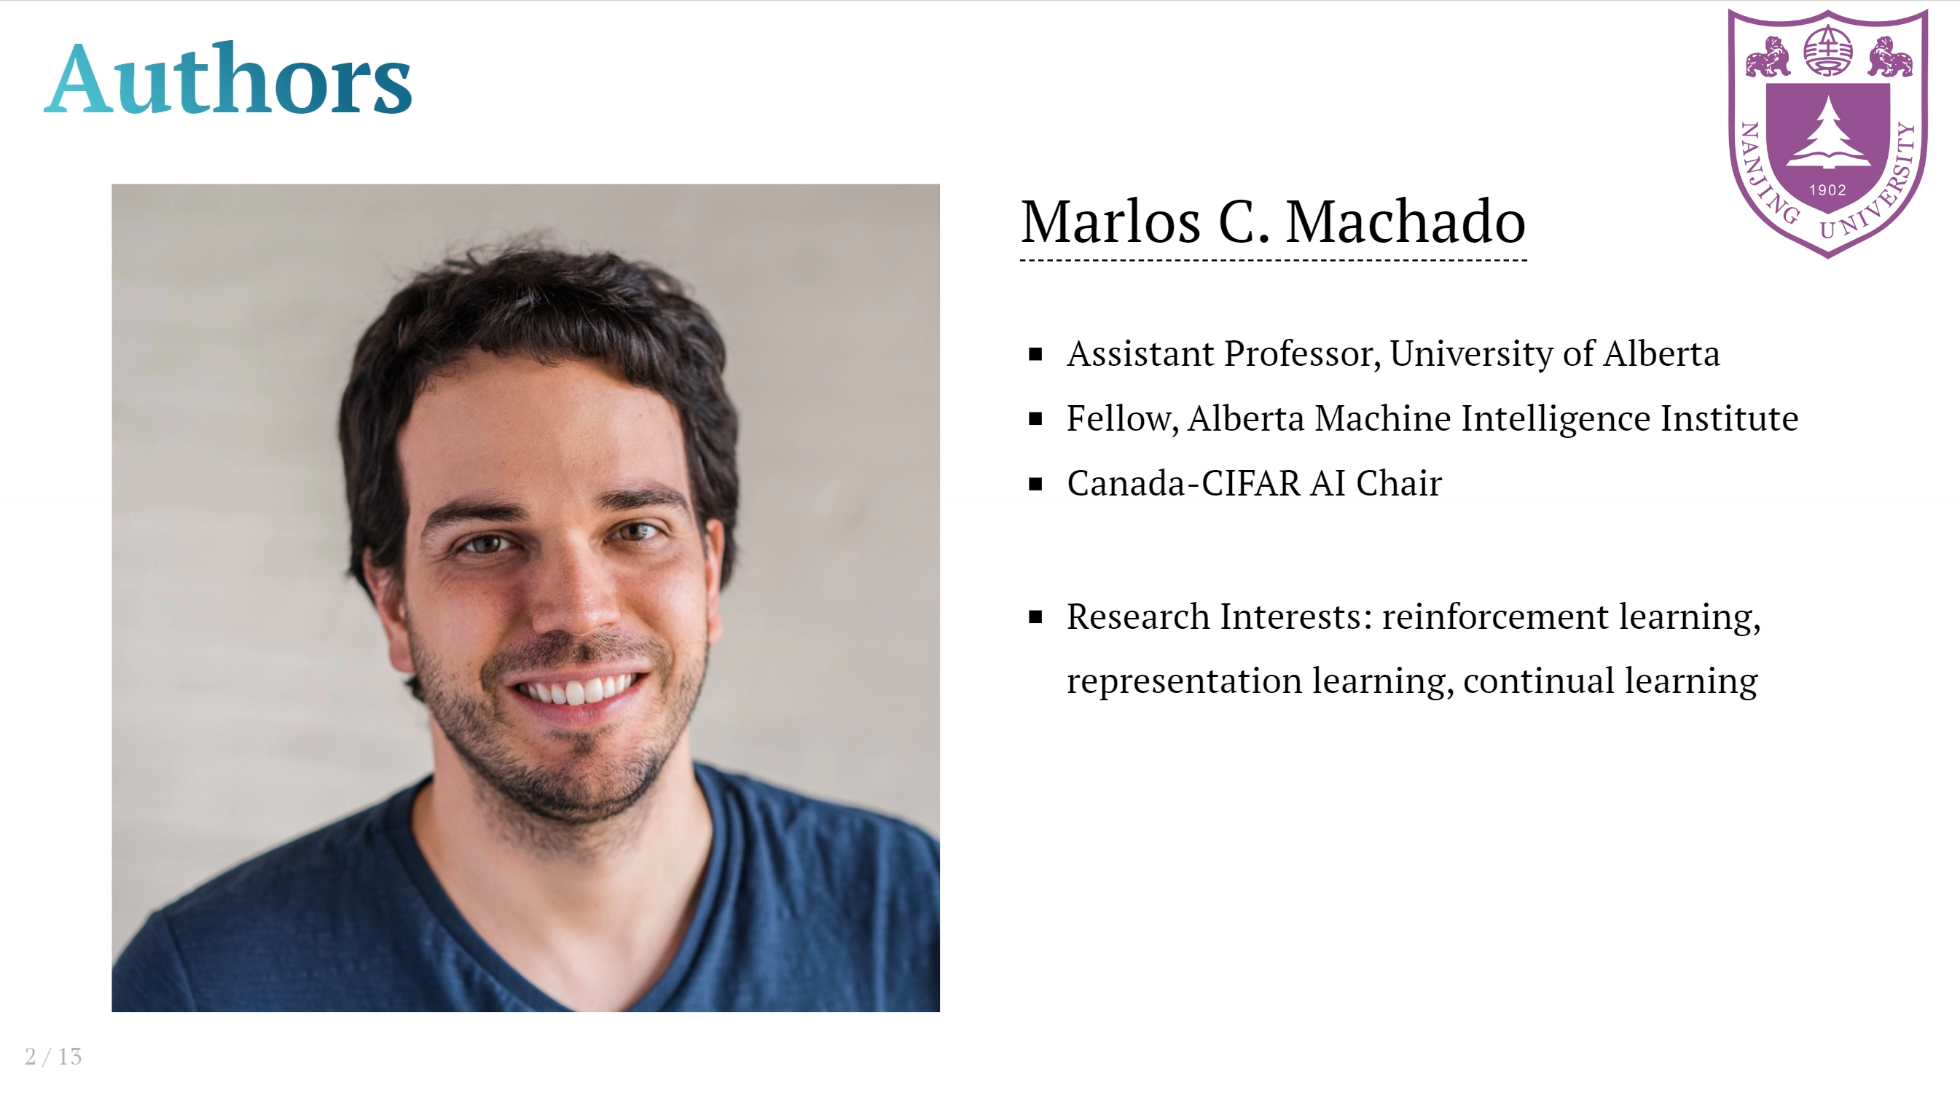 Authors
Marlos C. Machado
▪ Assistant Professor, University of Alberta
▪ Fellow, Alberta Machine Intelligence Institute
▪ Canada-CIFAR AI Chair
▪ Research Interests: reinforcement learning,
representation learning, continual learning
1902
NANJING UNIVERSITY
2 / 13